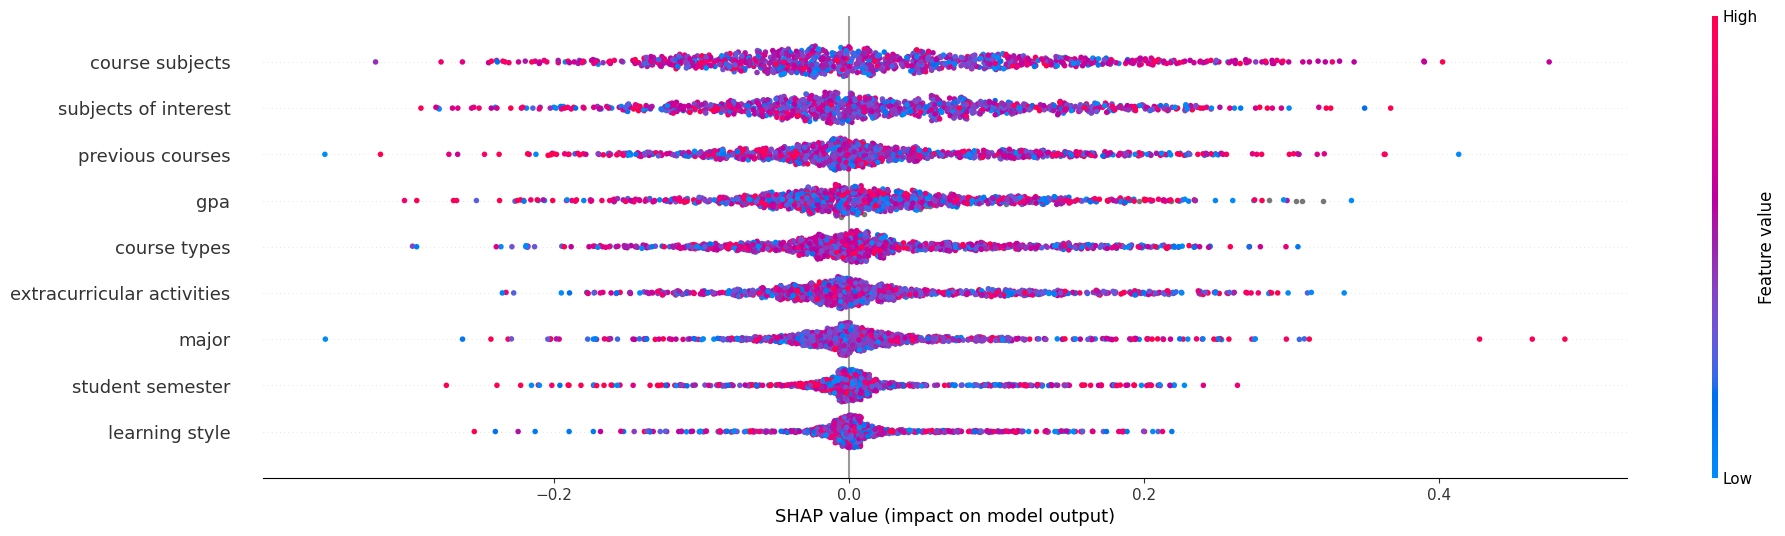 High
course subjects
subjects of interest
previous courses
gpa
course types
extracurricular activities
major
student semester
learning style
Feature value
Low
−0.2 0.0 0.2 0.4
SHAP value (impact on model output)